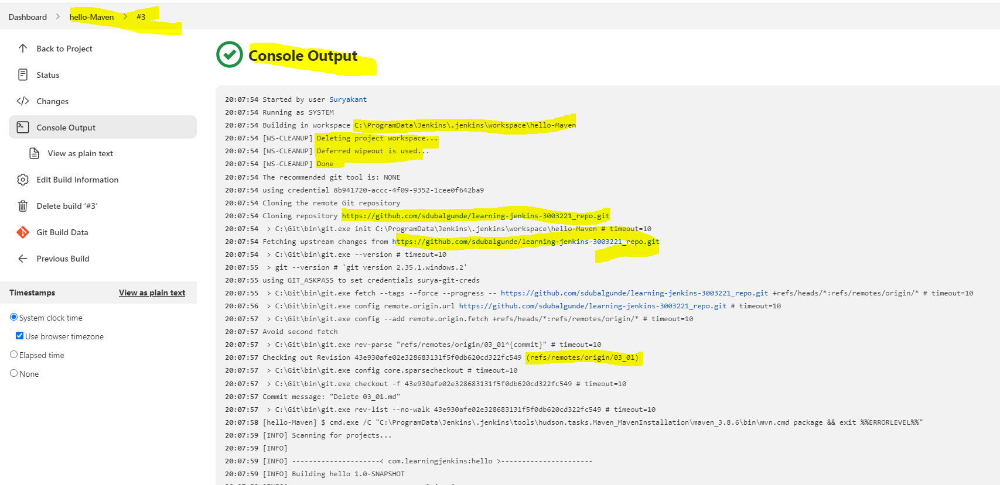 Dashboard > hello-Maven > #3
Back to Project
Status
Changes
Console Output
View as plain text
Edit Build Information
Delete build ‘#3’
Git Build Data
Previous Build
Timestamps View as plain text
System clock time
Use browser timezone
Elapsed time
None
Console Output
20:07:54 Started by user Suryakant
20:07:54 Running as SYSTEM
20:07:54 Building in workspace C:\ProgramData\Jenkins\.jenkins\workspace\hello-Maven
20:07:54 [WS-CLEANUP] Deleting project workspace...
20:07:54 [WS-CLEANUP] Deferred wipeout is used...
20:07:54 [WS-CLEANUP] Done
20:07:54 The recommended git tool is: NONE
20:07:54 using credential 8b941720-accc-4f09-9352-1cee0f642ba9
20:07:54 Cloning the remote Git repository
20:07:54 Cloning repository https://github.com/sdubalgunde/learning-jenkins-3003221_repo.git
20:07:54  > C:\Git\bin\git.exe init C:\ProgramData\Jenkins\.jenkins\workspace\hello-Maven # timeout=10
20:07:54 Fetching upstream changes from https://github.com/sdubalgunde/learning-jenkins-3003221_repo.git
20:07:54  > C:\Git\bin\git.exe --version # timeout=10
20:07:55  > git --version # 'git version 2.35.1.windows.2'
20:07:55 using GIT_ASKPASS to set credentials surya-git-creds
20:07:55  > C:\Git\bin\git.exe fetch --tags --force --progress -- https://github.com/sdubalgunde/learning-jenkins-3003221_repo.git +refs/heads/*:refs/remotes/origin/* # timeout=10
20:07:56  > C:\Git\bin\git.exe config remote.origin.url https://github.com/sdubalgunde/learning-jenkins-3003221_repo.git # timeout=10
20:07:57  > C:\Git\bin\git.exe config --add remote.origin.fetch +refs/heads/*:refs/remotes/origin/* # timeout=10
20:07:57 Avoid second fetch
20:07:57  > C:\Git\bin\git.exe rev-parse "refs/remotes/origin/03_01^{commit}" # timeout=10
20:07:57 Checking out Revision 43e930afe02e328683131f5f0db620cd322fc549 (refs/remotes/origin/03_01)
20:07:57  > C:\Git\bin\git.exe config core.sparsecheckout # timeout=10
20:07:57  > C:\Git\bin\git.exe checkout -f 43e930afe02e328683131f5f0db620cd322fc549 # timeout=10
20:07:57 Commit message: "Delete 03_01.md"
20:07:57  > C:\Git\bin\git.exe rev-list --no-walk 43e930afe02e328683131f5f0db620cd322fc549 # timeout=10
20:07:58 [hello-Maven] $ cmd.exe /C "C:\ProgramData\Jenkins\.jenkins\tools\hudson.tasks.Maven_MavenInstallation\maven_3.8.6\bin\mvn.cmd package && exit %%ERRORLEVEL%%"
20:07:59 [INFO] Scanning for projects...
20:07:59 [INFO]
20:07:59 [INFO] ---------------------< com.learningjenkins:hello >----------------------
20:07:59 [INFO] Building hello 1.0-SNAPSHOT